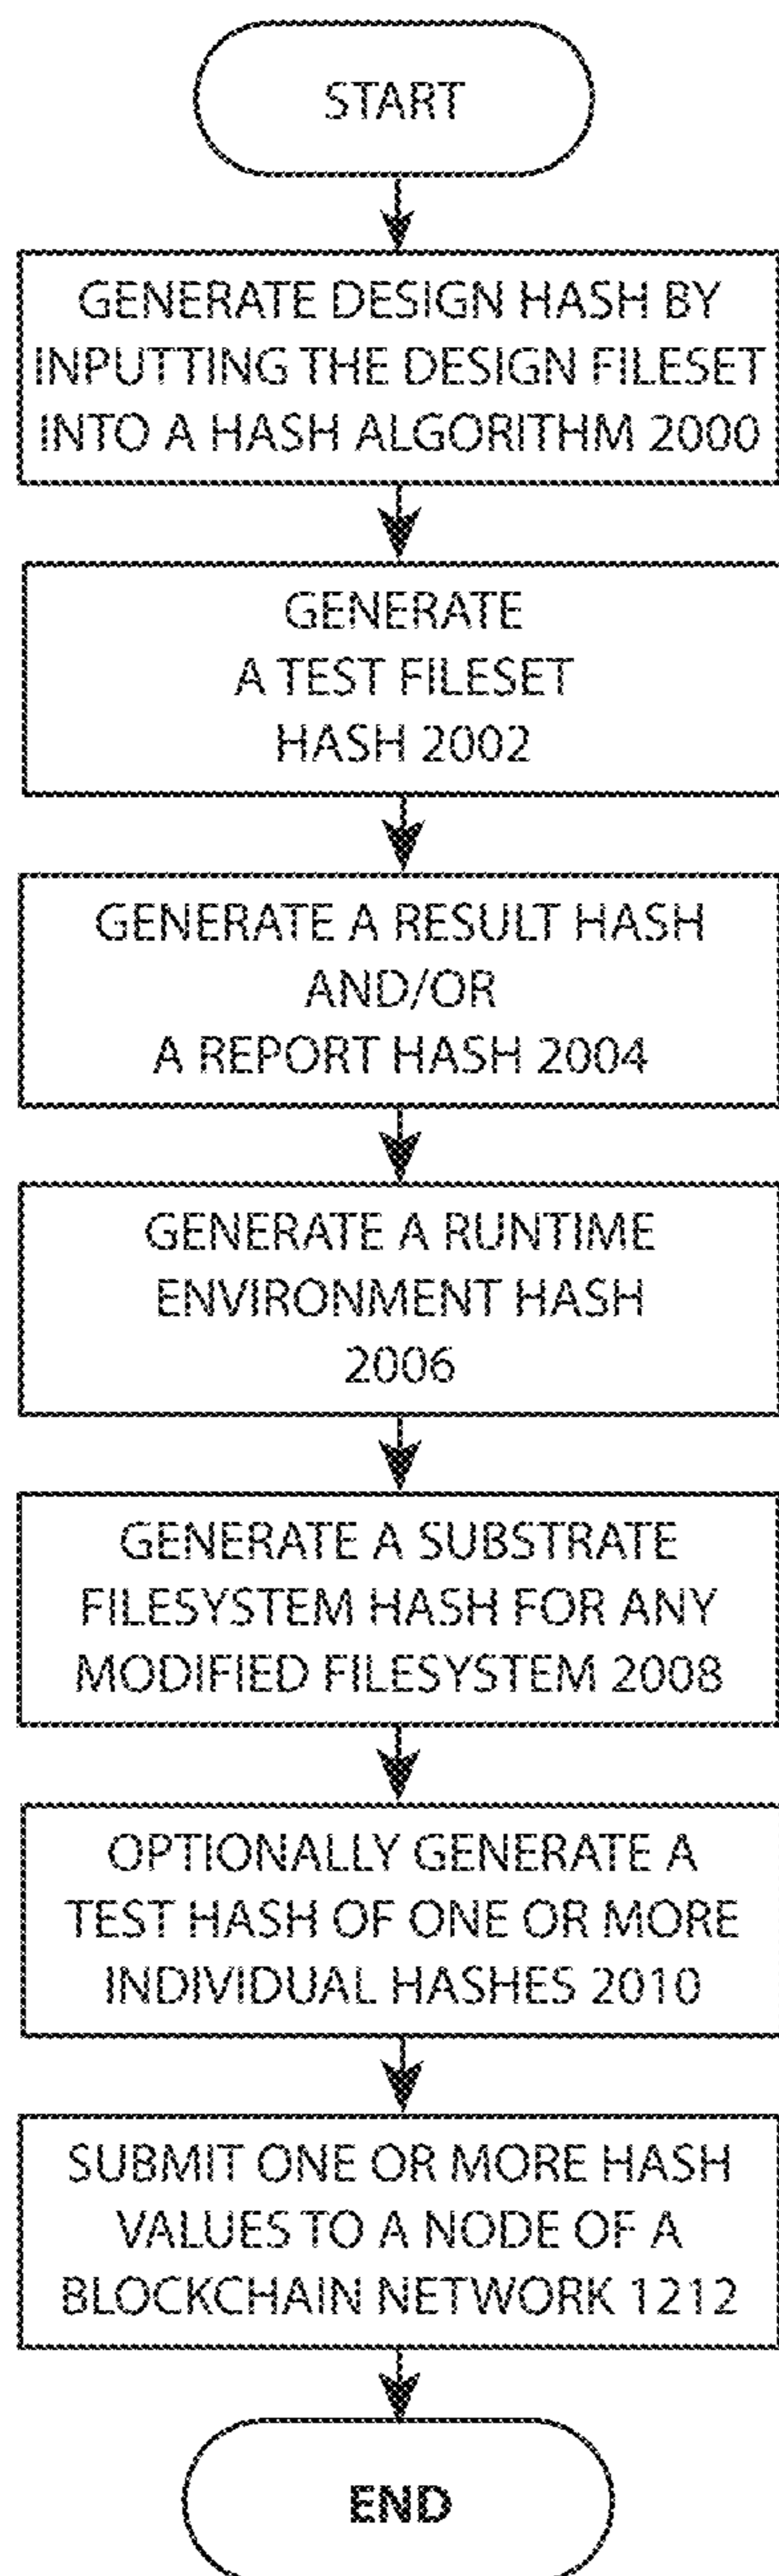 START
GENERATE DESIGN HASH BY
INPUTTING THE DESIGN FILESET
INTO A HASH ALGORITHM 2000
GENERATE
A TEST FILESET
HASH 2002
GENERATE A RESULT HASH
AND/OR
A REPORT HASH 2004
GENERATE A RUNTIME
ENVIRONMENT HASH
2006
GENERATE A SUBSTRATE
FILESYSTEM HASH FOR ANY
MODIFIED FILESYSTEM 2008
OPTIONALLY GENERATE A
TEST HASH OF ONE OR MORE
INDIVIDUAL HASHES 2010
SUBMIT ONE OR MORE HASH
VALUES TO A NODE OF A
BLOCKCHAIN NETWORK 1212
END